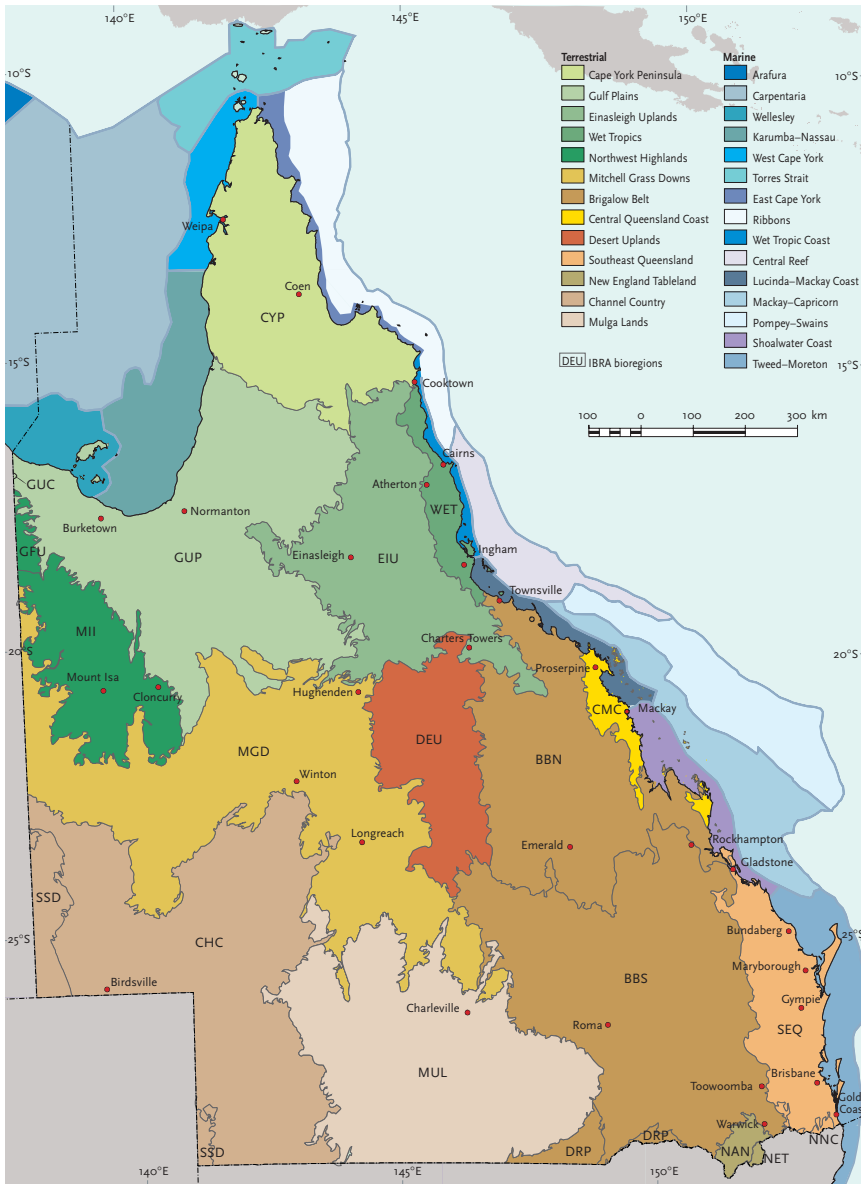 140°E
145°E
150°E
10°S
10°S
Terrestrial
Cape York Peninsula
Gulf Plains
Einasleigh Uplands
Wet Tropics
Northwest Highlands
Mitchell Grass Downs
Brigalow Belt
Central Queensland Coast
Desert Uplands
Southeast Queensland
New England Tableland
Channel Country
Mulga Lands
DEU IBRA bioregions
Marine
Arafura
Carpentaria
Wellesley
Karumba–Nassau
West Cape York
Torres Strait
East Cape York
Ribbons
Wet Tropic Coast
Central Reef
Lucinda–Mackay Coast
Mackay–Capricorn
Pompey–Swains
Shoalwater Coast
Tweed–Moreton
100 0 100 200 300 km
Weipa
Coen
CYP
15°S
15°S
Cooktown
Cairns
Atherton
GUC
WET
Normanton
Burketown
GFU
GUP
Einasleigh
EIU
Ingham
Townsville
MII
Charters Towers
20°S
20°S
Proserpine
Mount Isa
Cloncurry
Hughenden
CMC
Mackay
DEU
MGD
BBN
Winton
Longreach
Emerald
Rockhampton
Gladstone
SSD
CHC
25°S
25°S
Bundaberg
Maryborough
Birdsville
BBS
Gympie
Charleville
Roma
SEQ
MUL
Brisbane
Toowoomba
Gold
Coas
Warwick
SSD
DRP
DRP
NAN
NET
NNC
140°E
145°E
150°E